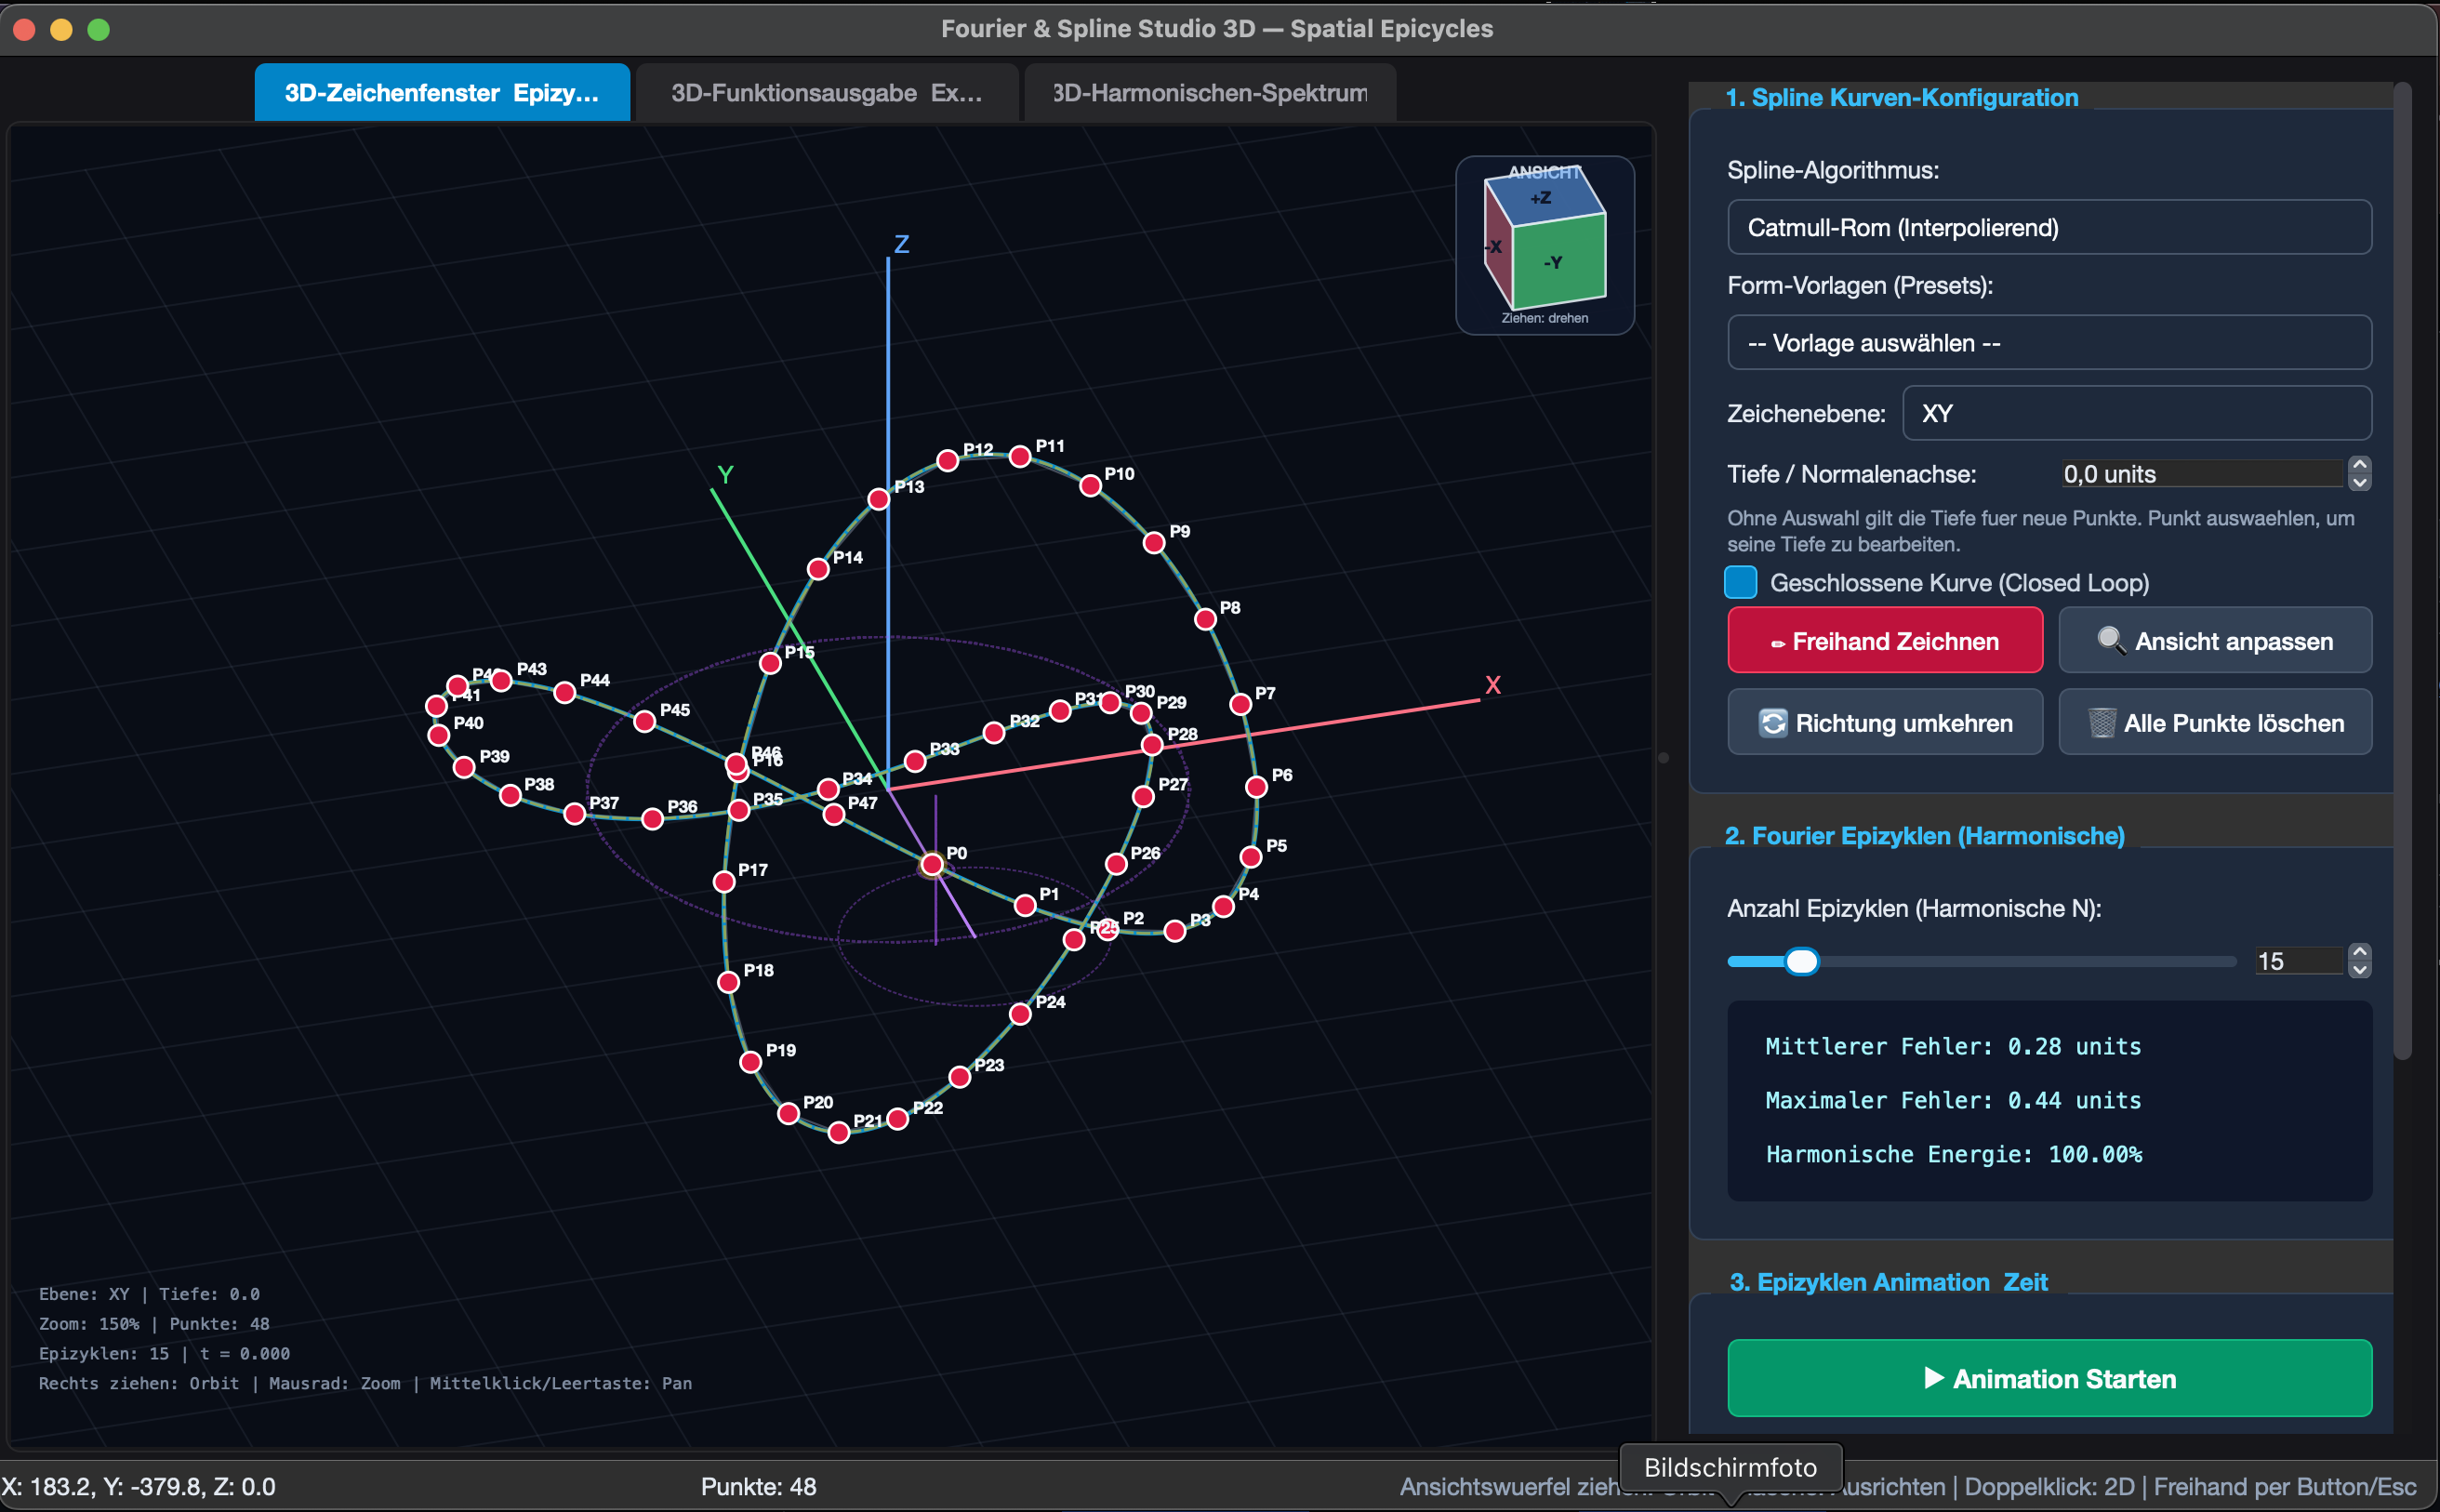 Fourier & Spline Studio 3D — Spatial Epicycles
3D-Zeichenfenster Epizy...
3D-Funktionsausgabe Ex...
3D-Harmonischen-Spektrum
ANSICHT
+Z
-X
-Y
Ziehen: drehen
Z
Y
X
P12
P11
P10
P13
P9
P14
P8
P15
P43
P44
P7
P30
P31
P29
P45
P32
P28
P40
P33
P46
P16
P39
P6
P34
P27
P38
P47
P37
P36
P35
P5
P0
P26
P17
P1
P4
P2
P3
P25
P18
P24
P19
P23
P20
P22
P21
Ebene: XY | Tiefe: 0.0
Zoom: 150% | Punkte: 48
Epizyklen: 15 | t = 0.000
Rechts ziehen: Orbit | Mausrad: Zoom | Mittelklick/Leertaste: Pan
1. Spline Kurven-Konfiguration
Spline-Algorithmus:
Catmull-Rom (Interpolierend)
Form-Vorlagen (Presets):
-- Vorlage auswählen --
Zeichenebene: XY
Tiefe / Normalenachse: 0,0 units
Ohne Auswahl gilt die Tiefe fuer neue Punkte. Punkt auswaehlen, um
seine Tiefe zu bearbeiten.
Geschlossene Kurve (Closed Loop)
Freihand Zeichnen
Ansicht anpassen
Richtung umkehren
Alle Punkte löschen
2. Fourier Epizyklen (Harmonische)
Anzahl Epizyklen (Harmonische N):
15
Mittlerer Fehler: 0.28 units
Maximaler Fehler: 0.44 units
Harmonische Energie: 100.00%
3. Epizyklen Animation Zeit
Animation Starten
Bildschirmfoto
X: 183.2, Y: -379.8, Z: 0.0
Punkte: 48
Ansichtswuerfel ziehen: Ausrichten | Doppelklick: 2D | Freihand per Button/Esc